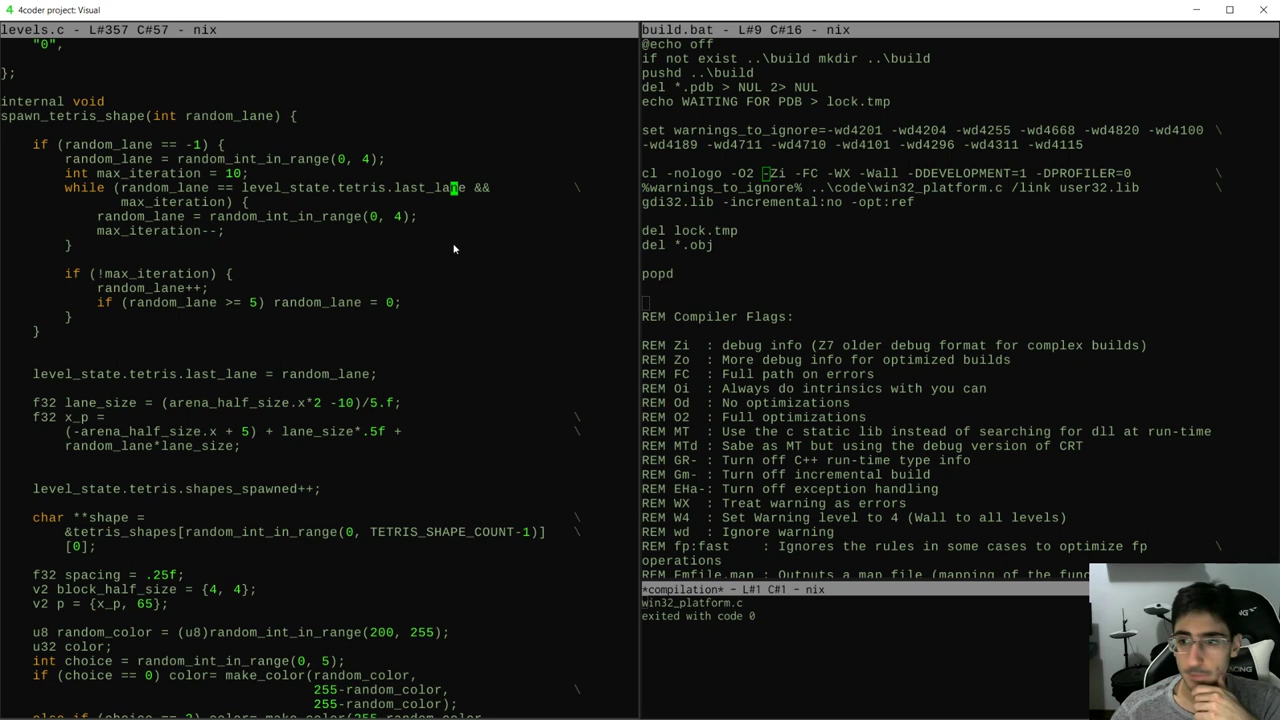 4 4coder project: Visual
levels.c - L#357 C#57 - nix
"0",
};
internal void
spawn_tetris_shape(int random_lane) {
if (random_lane == -1) {
random_lane = random_int_in_range(0, 4);
int max_iteration = 10;
while (random_lane == level_state.tetris.last_lane && \
max_iteration) {
random_lane = random_int_in_range(0, 4);
max_iteration--;
}
if (!max_iteration) {
random_lane++;
if (random_lane >= 5) random_lane = 0;
}
}
level_state.tetris.last_lane = random_lane;
f32 lane_size = (arena_half_size.x*2 -10)/5.f;
f32 x_p = \
(-arena_half_size.x + 5) + lane_size*.5f + \
random_lane*lane_size;
level_state.tetris.shapes_spawned++;
char **shape = \
&tetris_shapes[random_int_in_range(0, TETRIS_SHAPE_COUNT-1)] \
[0];
f32 spacing = .25f;
v2 block_half_size = {4, 4};
v2 p = {x_p, 65};
u8 random_color = (u8)random_int_in_range(200, 255);
u32 color;
int choice = random_int_in_range(0, 5);
if (choice == 0) color= make_color(random_color,
255-random_color, \
255-random_color);
else if (choice == 2) color= make_color(255-random_color
build.bat - L#9 C#16 - nix
@echo off
if not exist ..\build mkdir ..\build
pushd ..\build
del *.pdb > NUL 2> NUL
echo WAITING FOR PDB > lock.tmp
set warnings_to_ignore=-wd4201 -wd4204 -wd4255 -wd4668 -wd4820 -wd4100 \
-wd4189 -wd4711 -wd4710 -wd4101 -wd4296 -wd4311 -wd4115
cl -nologo -O2 -Zi -FC -WX -Wall -DDEVELOPMENT=1 -DPROFILER=0 \
%warnings_to_ignore% ..\code\win32_platform.c /link user32.lib \
gdi32.lib -incremental:no -opt:ref
del lock.tmp
del *.obj
popd
REM Compiler Flags:
REM Zi : debug info (Z7 older debug format for complex builds)
REM Zo : More debug info for optimized builds
REM FC : Full path on errors
REM Oi : Always do intrinsics with you can
REM Od : No optimizations
REM O2 : Full optimizations
REM MT : Use the c static lib instead of searching for dll at run-time
REM MTd : Sabe as MT but using the debug version of CRT
REM GR- : Turn off C++ run-time type info
REM Gm- : Turn off incremental build
REM EHa-: Turn off exception handling
REM WX : Treat warning as errors
REM W4 : Set Warning level to 4 (Wall to all levels)
REM wd : Ignore warning
REM fp:fast : Ignores the rules in some cases to optimize fp \
operations
REM Fmfile.map : Outputs a map file (mapping of the func
*compilation* - L#1 C#1 - nix
win32_platform.c
exited with code 0